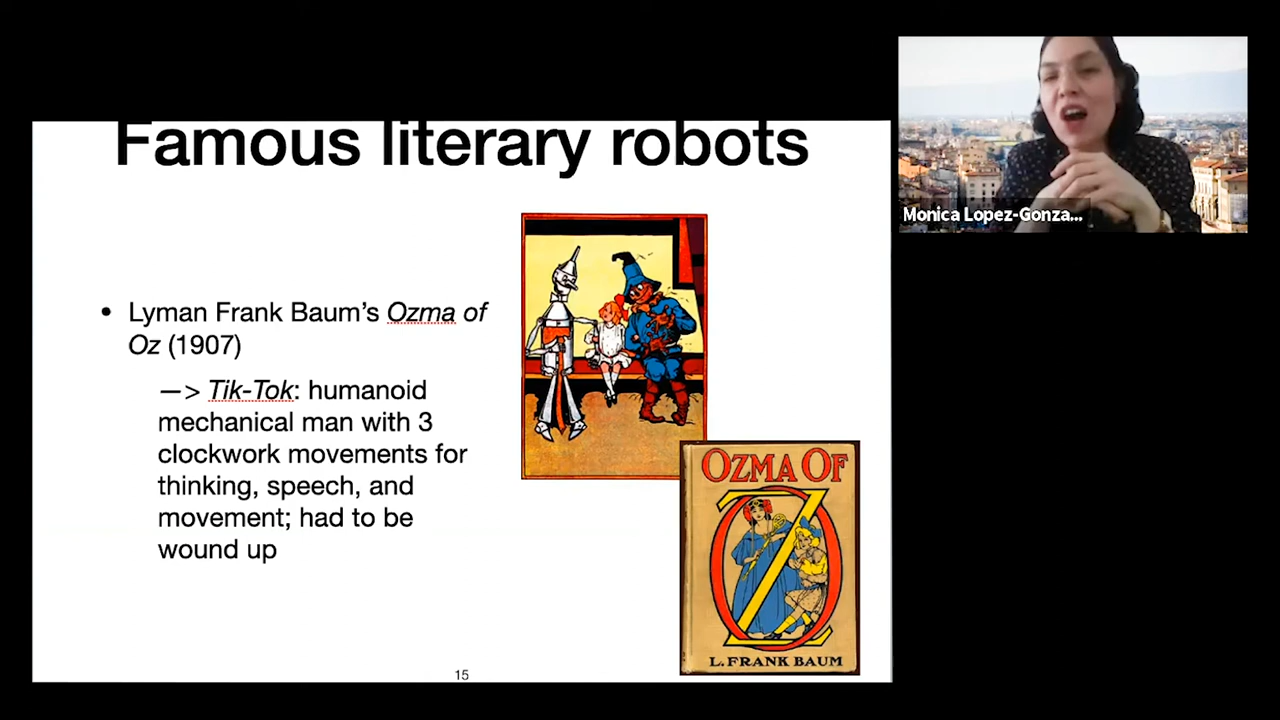 Famous literary robots
Monica Lopez-Gonza...
• Lyman Frank Baum’s Ozma of
Oz (1907)
—> Tik-Tok: humanoid
mechanical man with 3
clockwork movements for
thinking, speech, and
movement; had to be
wound up
OZMA OF
OZ
L. FRANK BAUM
15